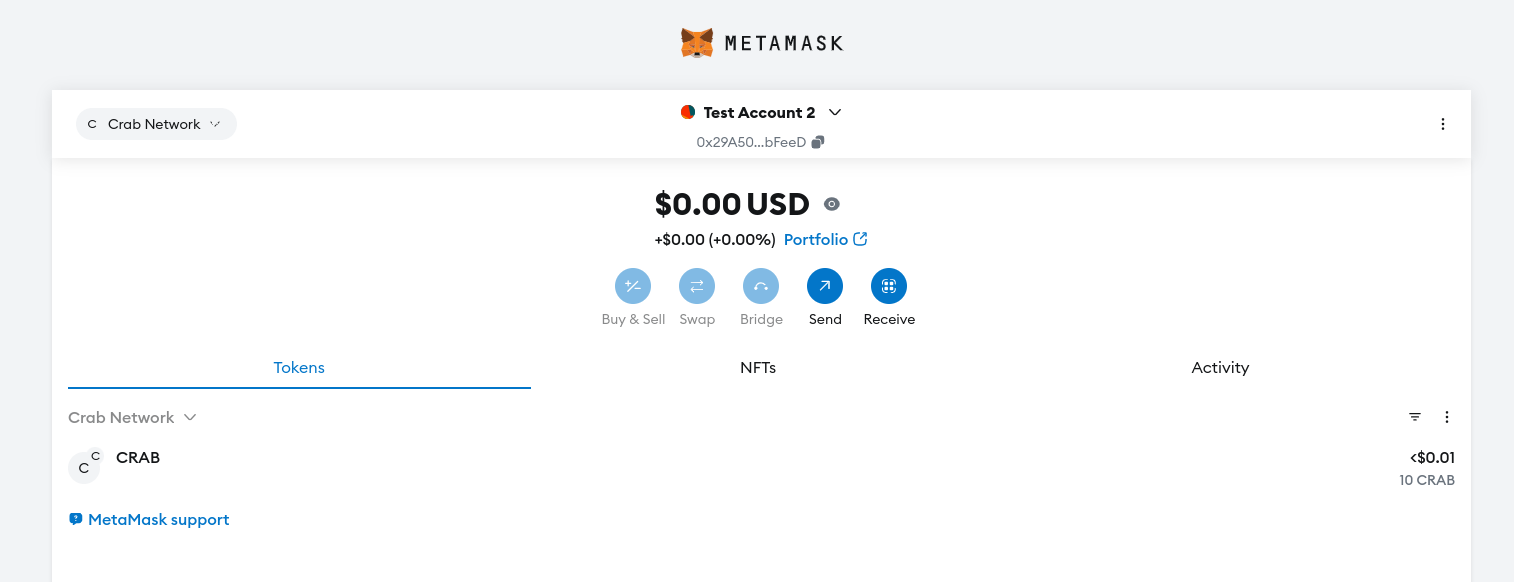 METAMASK
C Crab Network
Test Account 2
0x29A50...bFeeD
$0.00 USD
+$0.00 (+0.00%) Portfolio
Buy & Sell Swap Bridge Send Receive
Tokens NFTs Activity
Crab Network
C C CRAB <$0.01
10 CRAB
MetaMask support